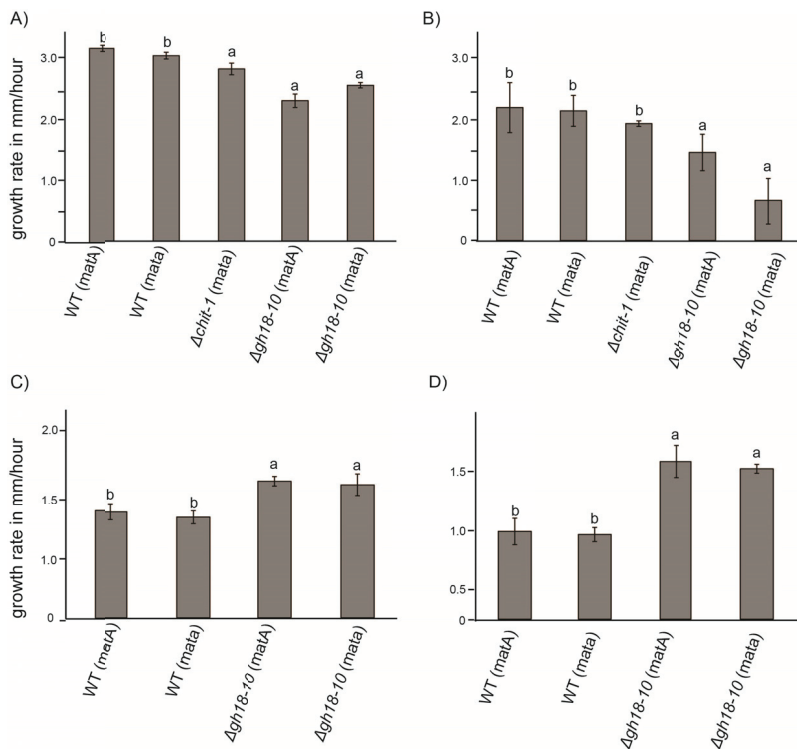 A)
growth rate in mm/hour
3.0
2.0
1.0
0
b
b
a
a
a
WT (matA)
WT (mata)
Δchit-1 (mata)
Δgh18-10 (matA)
Δgh18-10 (mata)
B)
3.0
2.0
1.0
0
b
b
b
a
a
WT (matA)
WT (mata)
Δchit-1 (mata)
Δgh18-10 (matA)
Δgh18-10 (mata)
C)
growth rate in mm/hour
2.0
1.5
1.0
0
b
b
a
a
WT (matA)
WT (mata)
Δgh18-10 (matA)
Δgh18-10 (mata)
D)
1.5
1.0
0.5
0
b
b
a
a
WT (matA)
WT (mata)
Δgh18-10 (matA)
Δgh18-10 (mata)